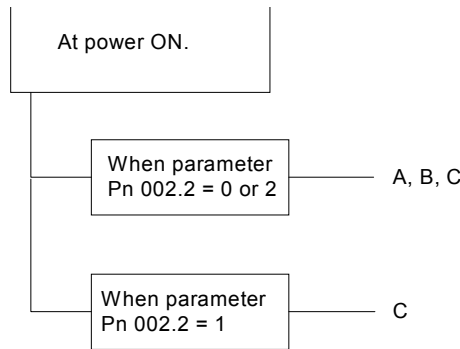 At power ON.
When parameter
Pn 002.2 = 0 or 2
A, B, C
When parameter
Pn 002.2 = 1
C